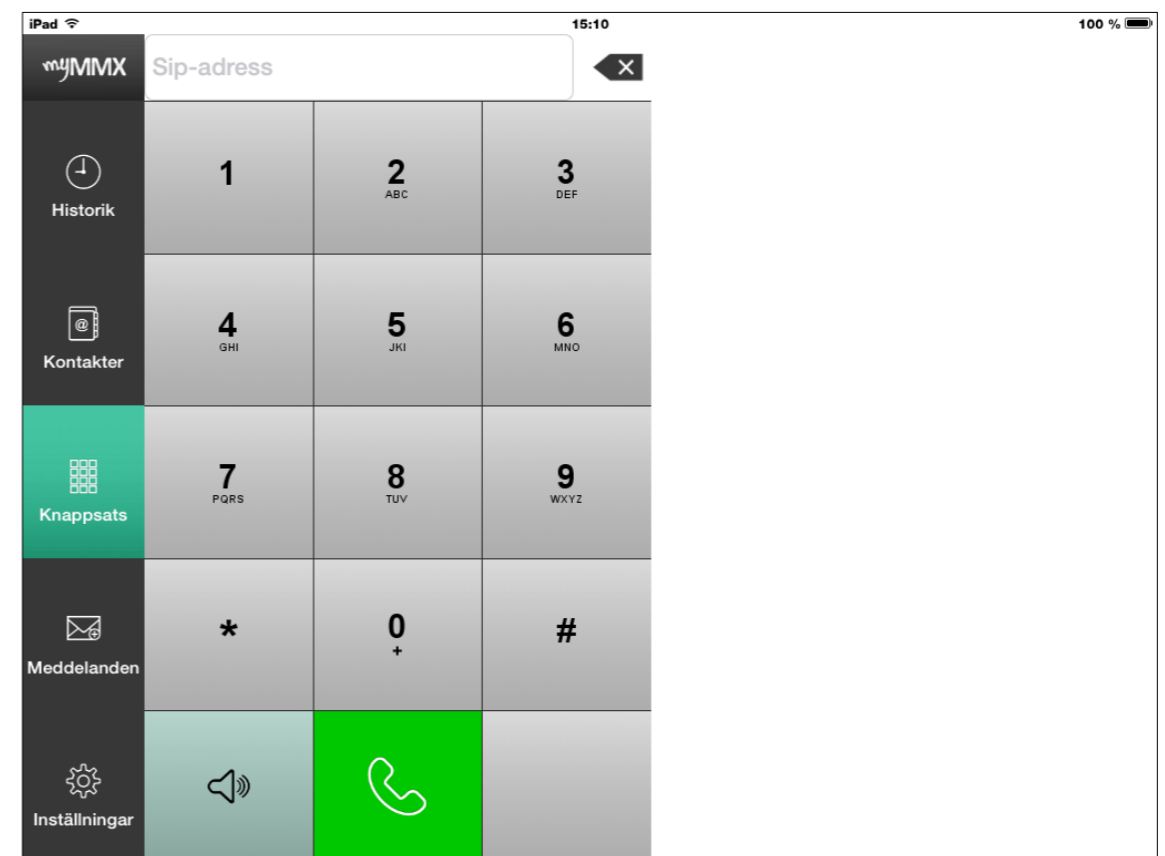 iPad 15:10 100 %
myMMX Sip-adress
Historik
1 2 3
ABC DEF
Kontakter
4 5 6
GHI JKI MNO
Knappsats
7 8 9
PQRS TUV WXYZ
Meddelanden
* 0 #
+
Inställningar